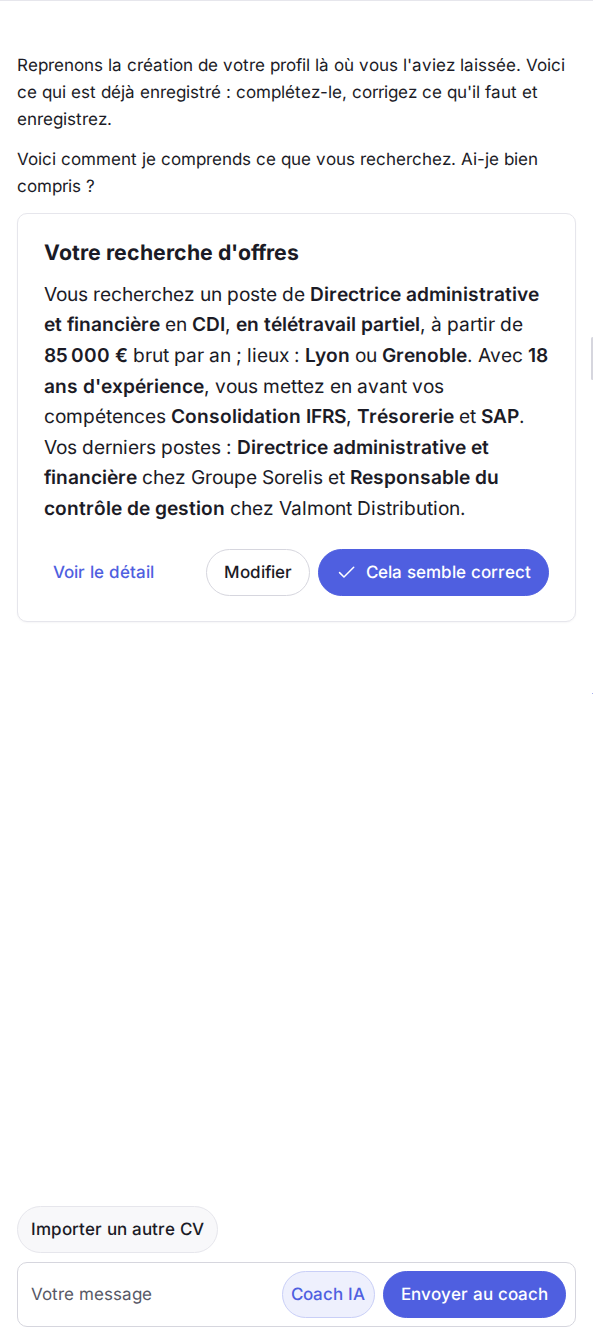 Reprenons la création de votre profil là où vous l'aviez laissée. Voici
ce qui est déjà enregistré : complétez-le, corrigez ce qu'il faut et
enregistrez.
Voici comment je comprends ce que vous recherchez. Ai-je bien
compris ?
Votre recherche d'offres
Vous recherchez un poste de Directrice administrative
et financière en CDI, en télétravail partiel, à partir de
85 000 € brut par an ; lieux : Lyon ou Grenoble. Avec 18
ans d'expérience, vous mettez en avant vos
compétences Consolidation IFRS, Trésorerie et SAP.
Vos derniers postes : Directrice administrative et
financière chez Groupe Sorelis et Responsable du
contrôle de gestion chez Valmont Distribution.
Voir le détail
Modifier
Cela semble correct
Importer un autre CV
Votre message
Coach IA
Envoyer au coach